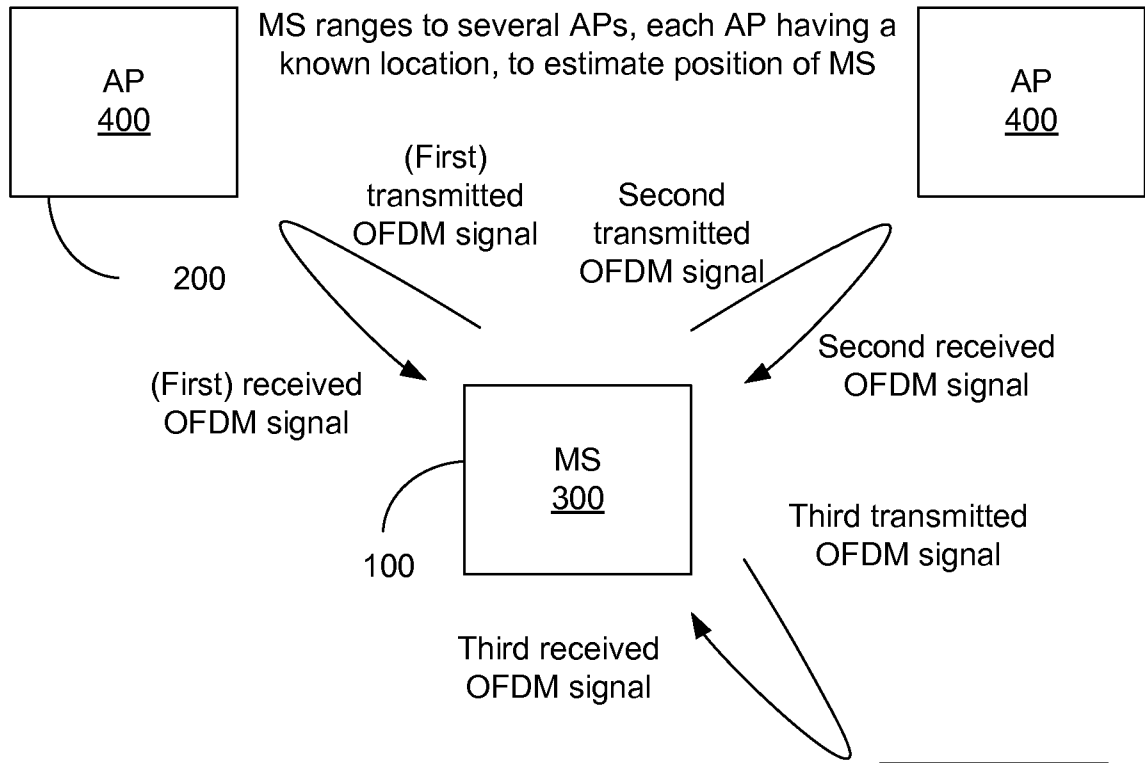 MS ranges to several APs, each AP having a
known location, to estimate position of MS
AP
400
AP
400
(First)
transmitted
OFDM signal
Second
transmitted
OFDM signal
200
(First) received
OFDM signal
Second received
OFDM signal
MS
300
100
Third transmitted
OFDM signal
Third received
OFDM signal